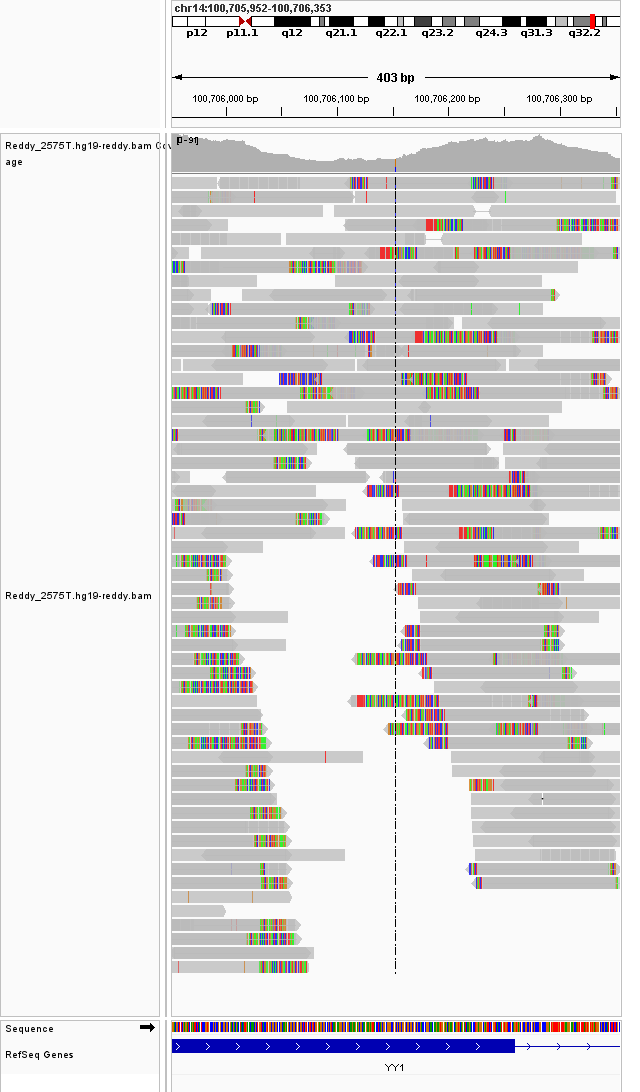 chr14:100,705,952-100,706,353
p12 p11.1 q12 q21.1 q22.1 q23.2 q24.3 q31.3 q32.2
403 bp
100,706,000 bp 100,706,100 bp 100,706,200 bp 100,706,300 bp
[0-91]
Reddy_2575T.hg19-reddy.bam Cov
age
Reddy_2575T.hg19-reddy.bam
Sequence
RefSeq Genes
YY1